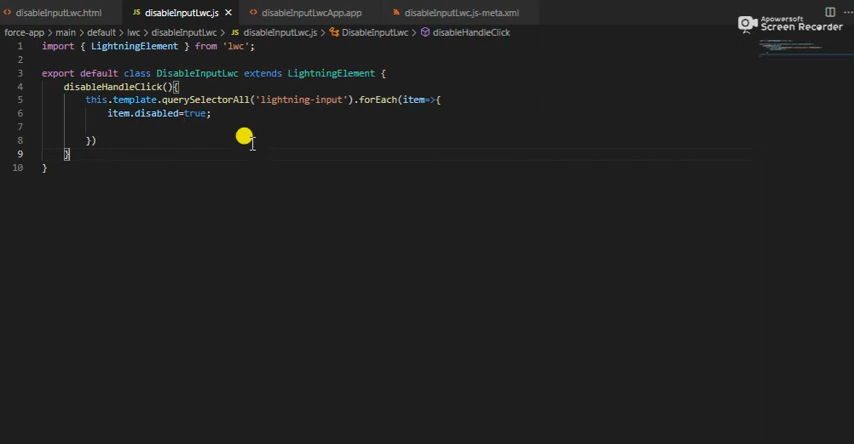 disableInputLwc.html JS disableInputLwc.js disableInputLwcApp.app disableInputLwc.js-meta.xml
Apowersoft
Screen Recorder
force-app > main > default > lwc > disableInputLwc > JS disableInputLwc.js > DisableInputLwc > disableHandleClick
1 import { LightningElement } from 'lwc';
2
3 export default class DisableInputLwc extends LightningElement {
4 disableHandleClick(){
5 this.template.querySelectorAll('lightning-input').forEach(item=>{
6 item.disabled=true;
7
8 })
9 }
10 }